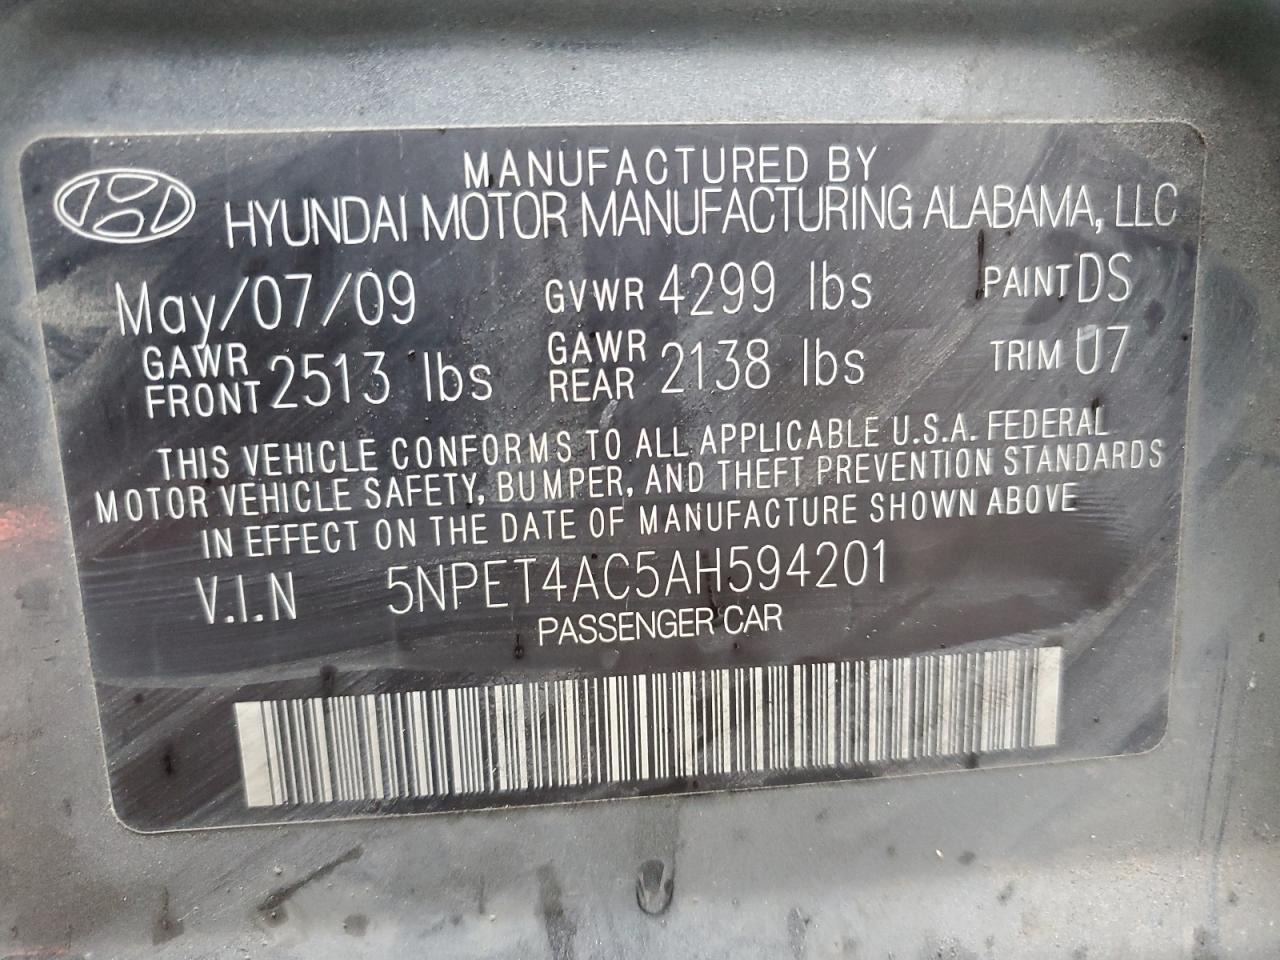 MANUFACTURED BY
HYUNDAI MOTOR MANUFACTURING ALABAMA, LLC
May/07/09 GVWR 4299 lbs PAINT DS
GAWR FRONT 2513 lbs GAWR REAR 2138 lbs TRIM U7
THIS VEHICLE CONFORMS TO ALL APPLICABLE U.S.A. FEDERAL
MOTOR VEHICLE SAFETY, BUMPER, AND THEFT PREVENTION STANDARDS
IN EFFECT ON THE DATE OF MANUFACTURE SHOWN ABOVE
V.I.N 5NPET4AC5AH594201
PASSENGER CAR